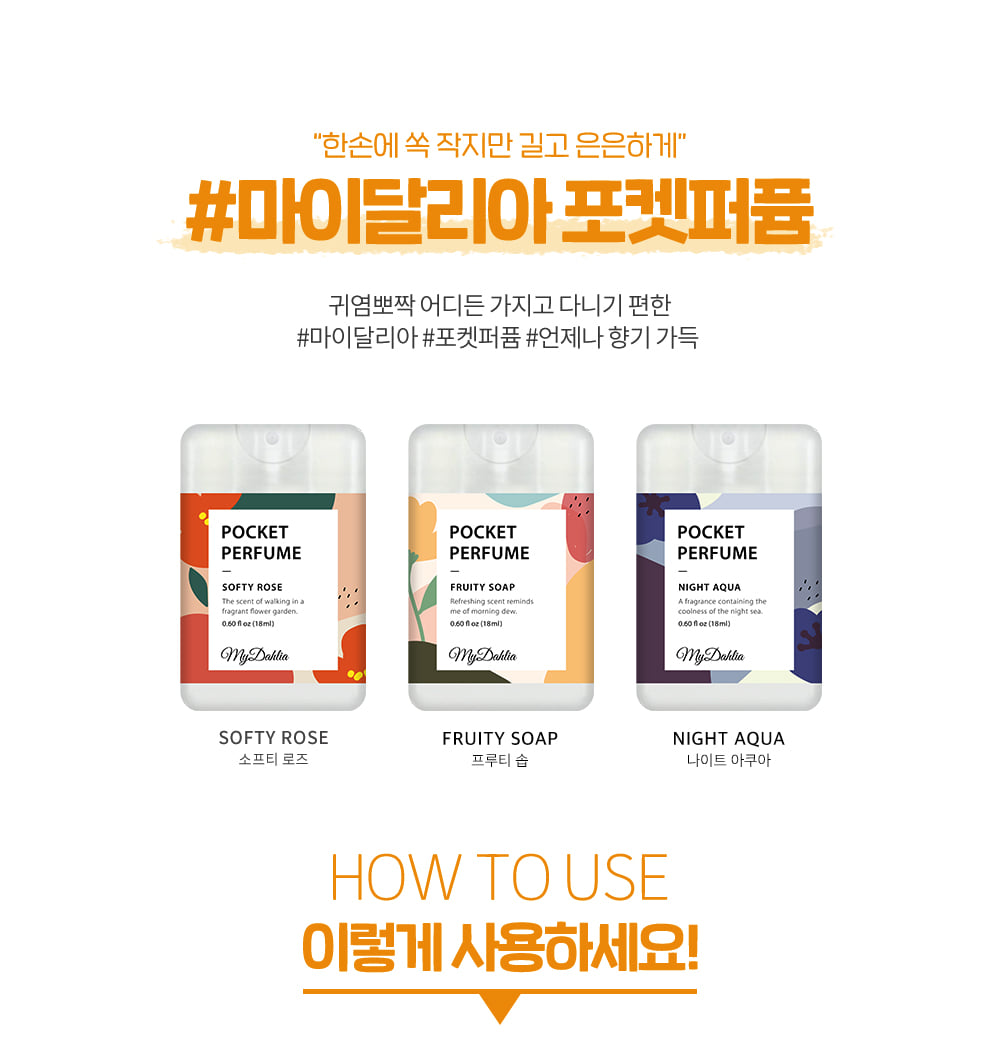 “한손에 쏙 작지만 길고 은은하게”
#마이달리아 포켓퍼퓸
귀염뽀짝 어디든 가지고 다니기 편한
#마이달리아 #포켓퍼퓸 #언제나 향기 가득
POCKET
PERFUME
SOFTY ROSE
The scent of walking in a
fragrant flower garden.
0.60 fl oz (18ml)
MyDahlia
SOFTY ROSE
소프티 로즈
POCKET
PERFUME
FRUITY SOAP
Refreshing scent reminds
me of morning dew.
0.60 fl oz (18ml)
MyDahlia
FRUITY SOAP
프루티 솝
POCKET
PERFUME
NIGHT AQUA
A fragrance containing the
coolness of the night sea.
0.60 fl oz (18ml)
MyDahlia
NIGHT AQUA
나이트 아쿠아
HOW TO USE
이렇게 사용하세요!